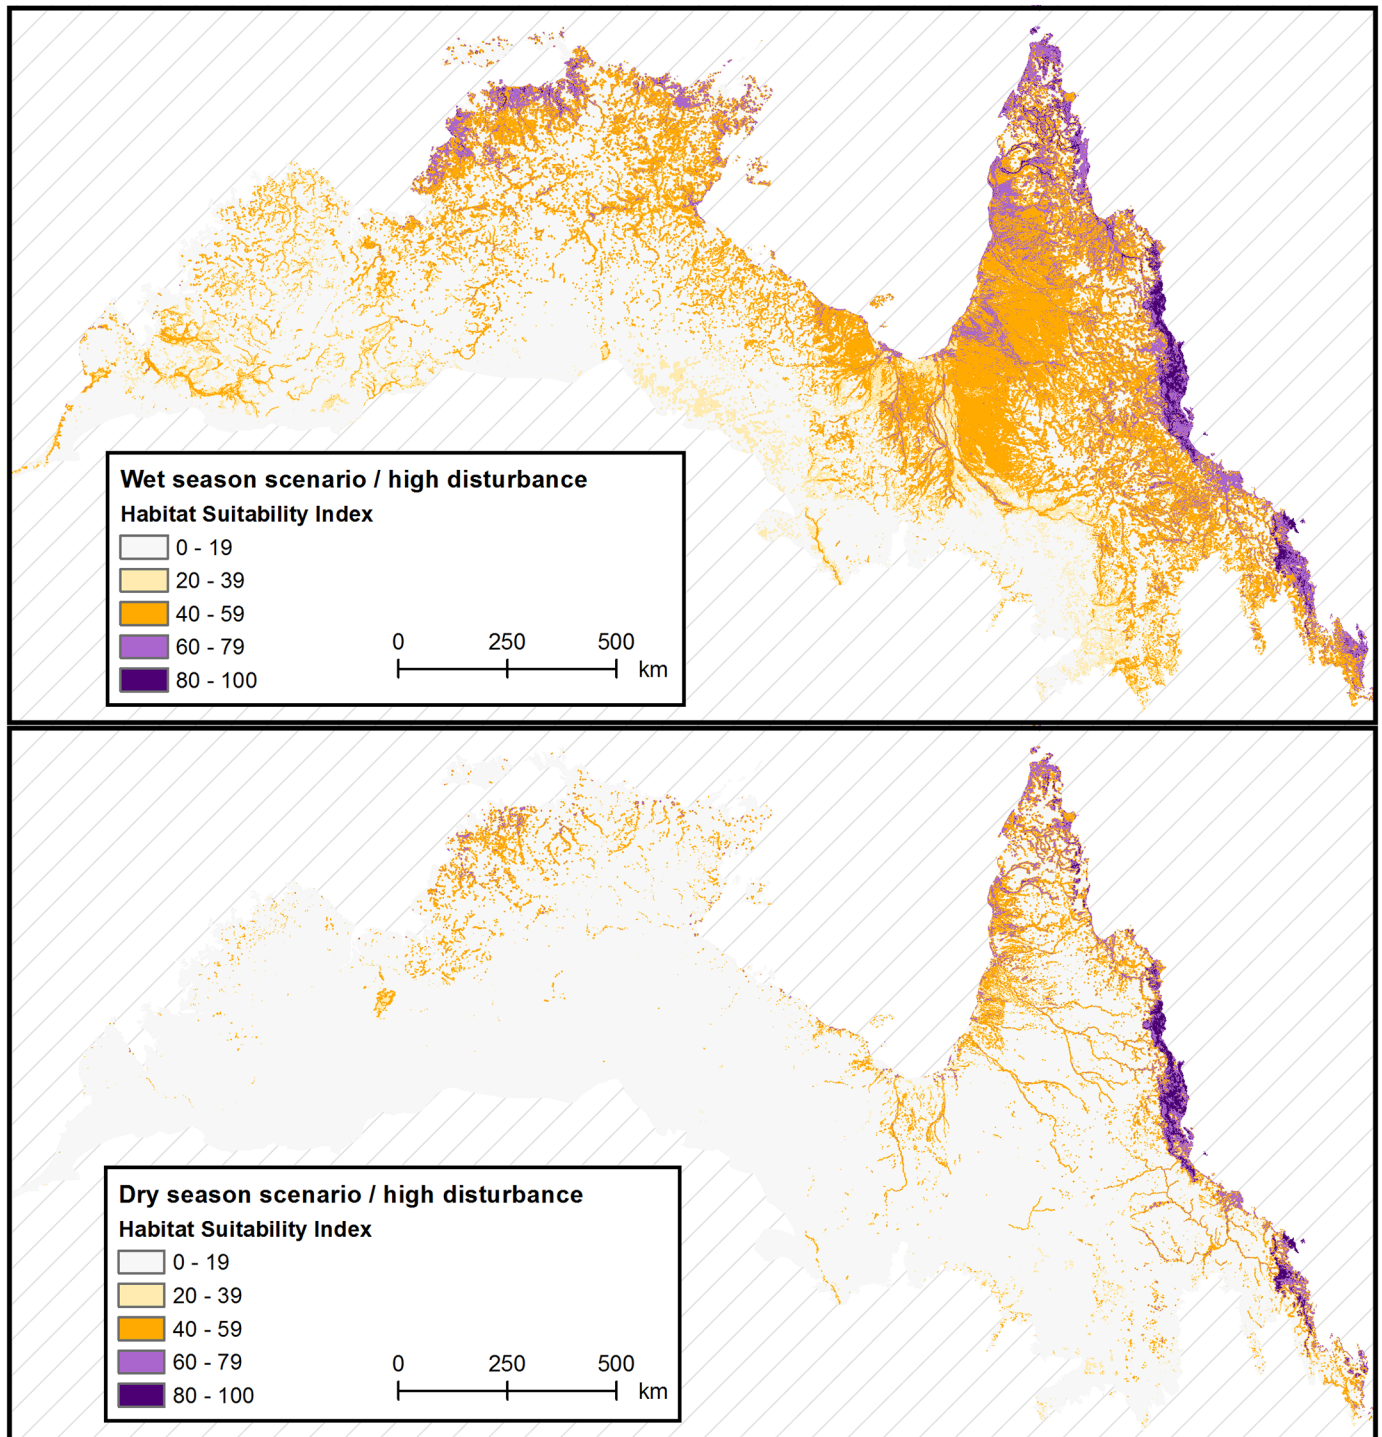 Wet season scenario / high disturbance
Habitat Suitability Index
0 - 19
20 - 39
40 - 59
60 - 79
80 - 100
0 250 500
km
Dry season scenario / high disturbance
Habitat Suitability Index
0 - 19
20 - 39
40 - 59
60 - 79
80 - 100
0 250 500
km